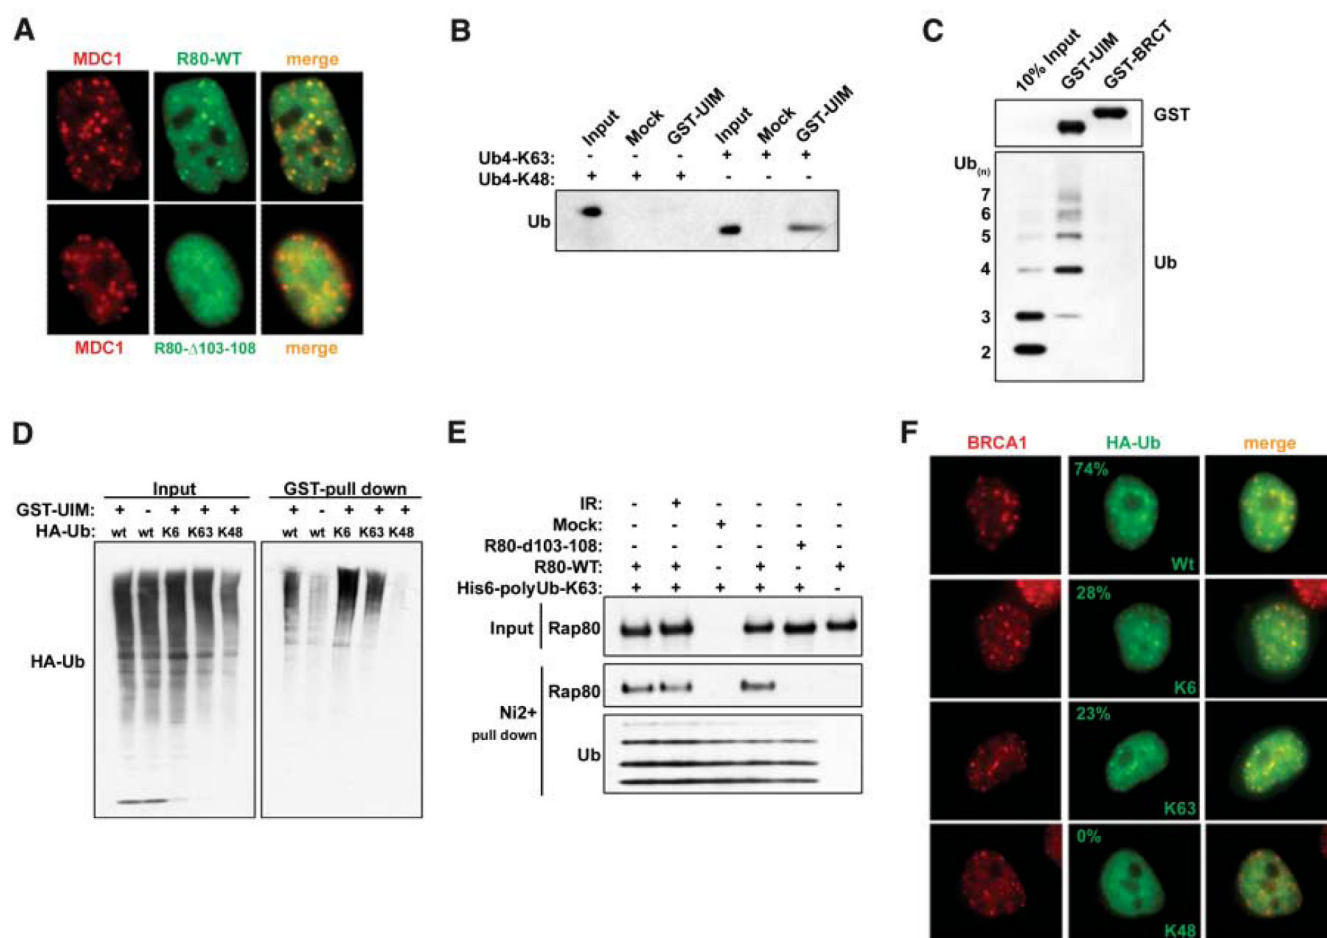 A
MDC1 R80-WT merge
MDC1 R80-Δ103-108 merge
B
Input Mock GST-UIM Input Mock GST-UIM
Ub4-K63: - - - + + +
Ub4-K48: + + + - - -
Ub
C
10% Input GST-UIM GST-BRCT
GST
Ub(n)
7
6
5
4
3
2
Ub
D
Input GST-pull down
GST-UIM: + - + + + + - + + +
HA-Ub: wt wt K6 K63 K48 wt wt K6 K63 K48
HA-Ub
E
IR: - + - - - -
Mock: - - + - - -
R80-d103-108: - - - - + -
R80-WT: + + - + - +
His6-polyUb-K63: + + + + + -
Input Rap80
Ni2+ pull down Rap80
Ub
F
BRCA1 HA-Ub merge
74%
Wt
28%
K6
23%
K63
0%
K48